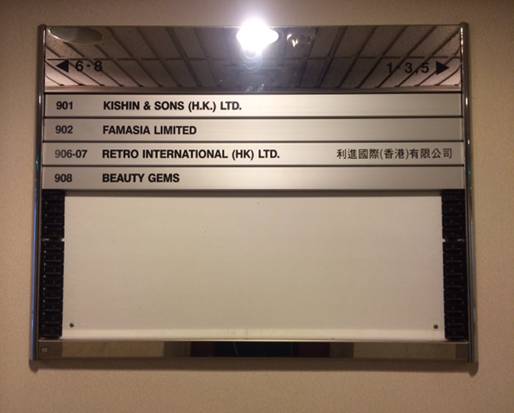 ◀ 6-8 1-3,5 ▶
901 KISHIN & SONS (H.K.) LTD.
902 FAMASIA LIMITED
906-07 RETRO INTERNATIONAL (HK) LTD. 利進國際(香港)有限公司
908 BEAUTY GEMS